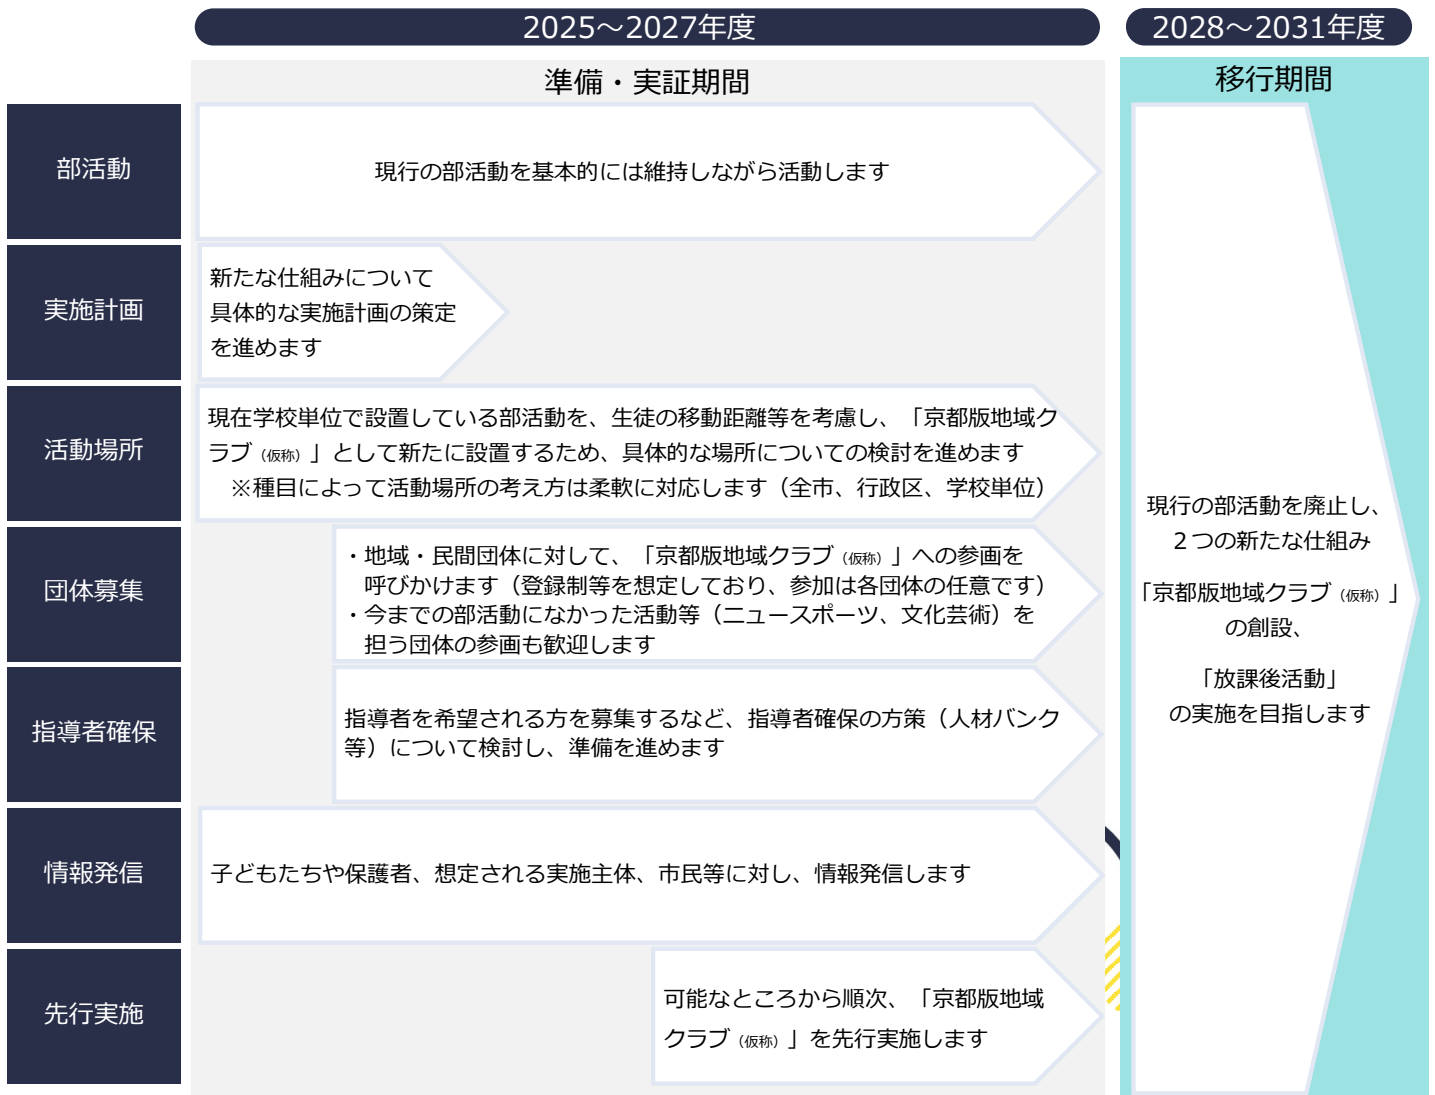 2025～2027年度
2028～2031年度
準備・実証期間
移行期間
部活動
現行の部活動を基本的には維持しながら活動します
実施計画
新たな仕組みについて
具体的な実施計画の策定
を進めます
活動場所
現在学校単位で設置している部活動を、生徒の移動距離等を考慮し、「京都版地域ク
ラブ（仮称）」として新たに設置するため、具体的な場所についての検討を進めます
※種目によって活動場所の考え方は柔軟に対応します（全市、行政区、学校単位）
団体募集
・地域・民間団体に対して、「京都版地域クラブ（仮称）」への参画を
呼びかけます（登録制等を想定しており、参加は各団体の任意です）
・今までの部活動になかった活動等（ニュースポーツ、文化芸術）を
担う団体の参画も歓迎します
指導者確保
指導者を希望される方を募集するなど、指導者確保の方策（人材バンク
等）について検討し、準備を進めます
情報発信
子どもたちや保護者、想定される実施主体、市民等に対し、情報発信します
先行実施
可能なところから順次、「京都版地域
クラブ（仮称）」を先行実施します
現行の部活動を廃止し、
２つの新たな仕組み
「京都版地域クラブ（仮称）」
の創設、
「放課後活動」
の実施を目指します